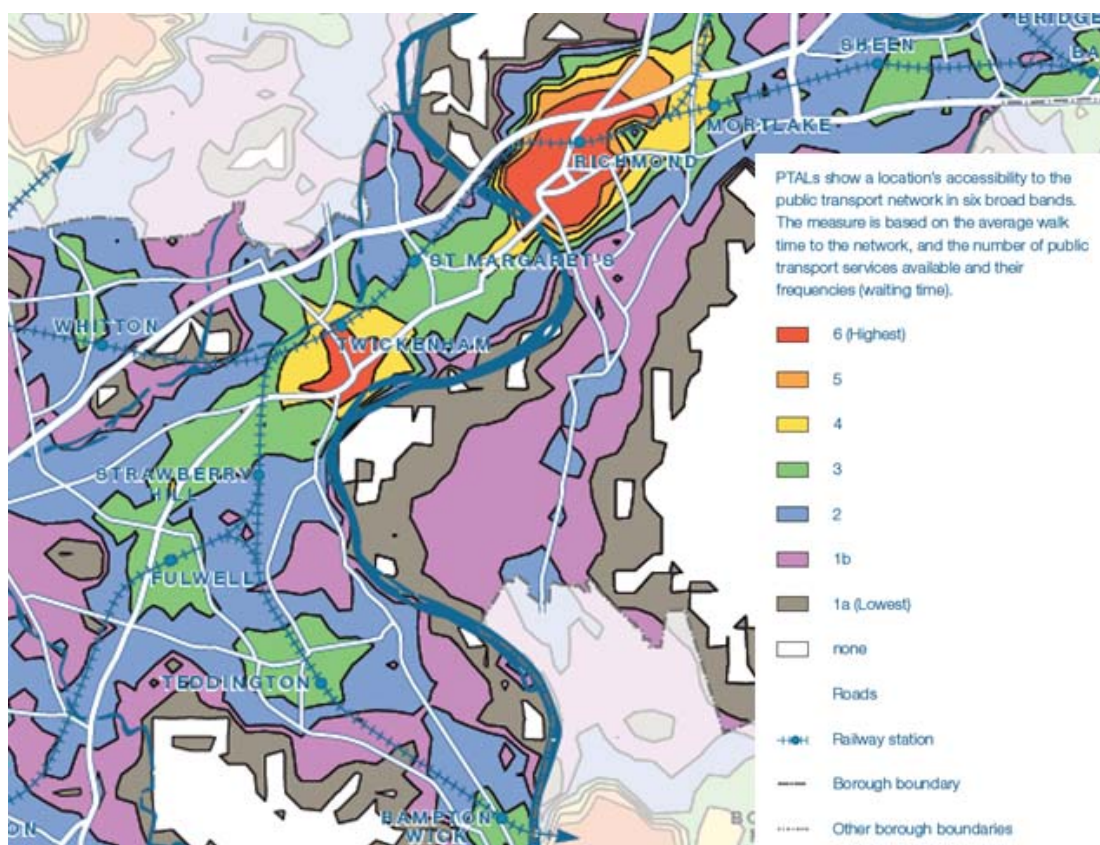 BRIDGE
SHEEN
BA
MORTLAKE
RICHMOND
ST MARGARET'S
WHITTON
TWICKENHAM
STRAWBERRY
HILL
FULWELL
TEDDINGTON
HAMPTON
WICK
ON
PTALs show a location's accessibility to the
public transport network in six broad bands.
The measure is based on the average walk
time to the network, and the number of public
transport services available and their
frequencies (waiting time).
6 (Highest)
5
4
3
2
1b
1a (Lowest)
none
Roads
Railway station
Borough boundary
Other borough boundaries